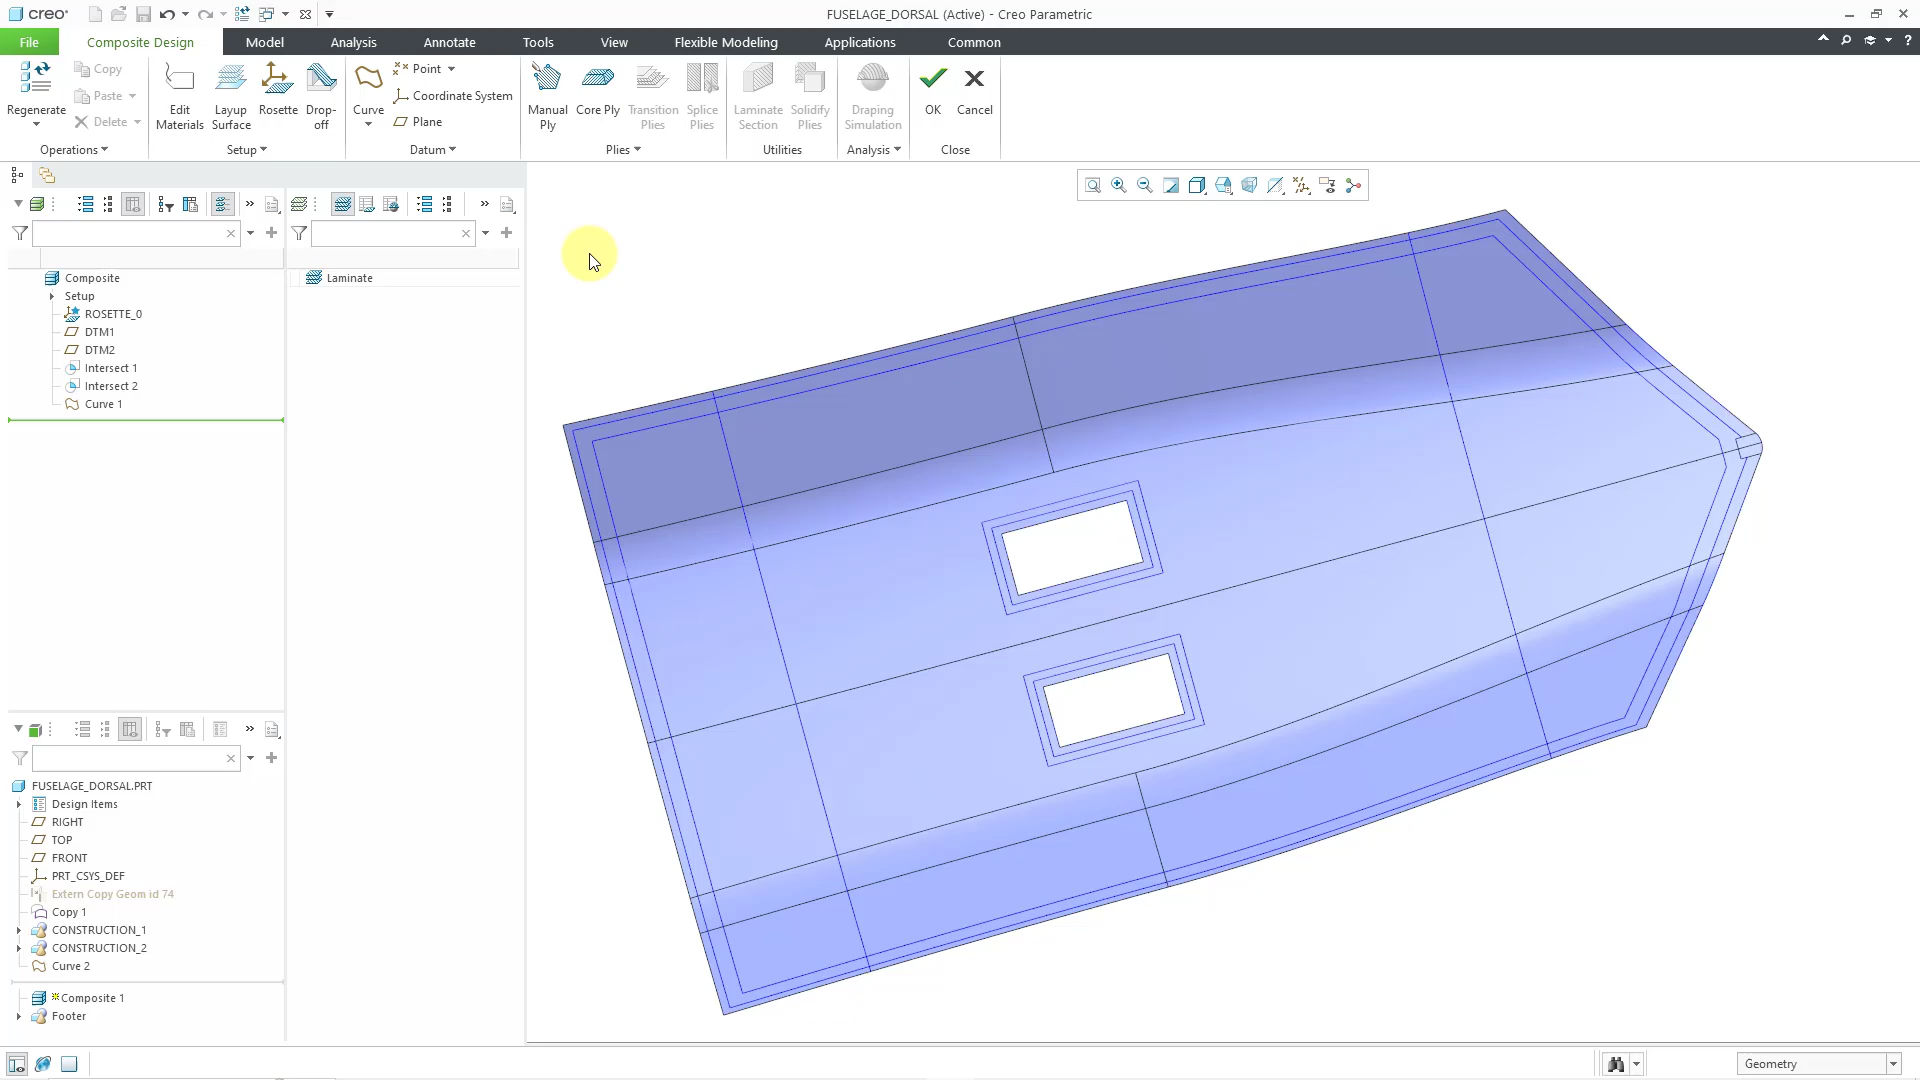 creo
FUSELAGE_DORSAL (Active) - Creo Parametric
File
Composite Design
Model
Analysis
Annotate
Tools
View
Flexible Modeling
Applications
Common
Regenerate
Copy
Paste
Delete
Edit Materials
Layup Surface
Rosette
Drop-off
Curve
Point
Coordinate System
Plane
Manual Ply
Core Ply
Transition Plies
Splice Plies
Laminate Section
Solidify Plies
Draping Simulation
OK
Cancel
Operations
Setup
Datum
Plies
Utilities
Analysis
Close
Composite
Setup
ROSETTE_0
DTM1
DTM2
Intersect 1
Intersect 2
Curve 1
Laminate
FUSELAGE_DORSAL.PRT
Design Items
RIGHT
TOP
FRONT
PRT_CSYS_DEF
Extern Copy Geom id 74
Copy 1
CONSTRUCTION_1
CONSTRUCTION_2
Curve 2
Composite 1
Footer
Geometry